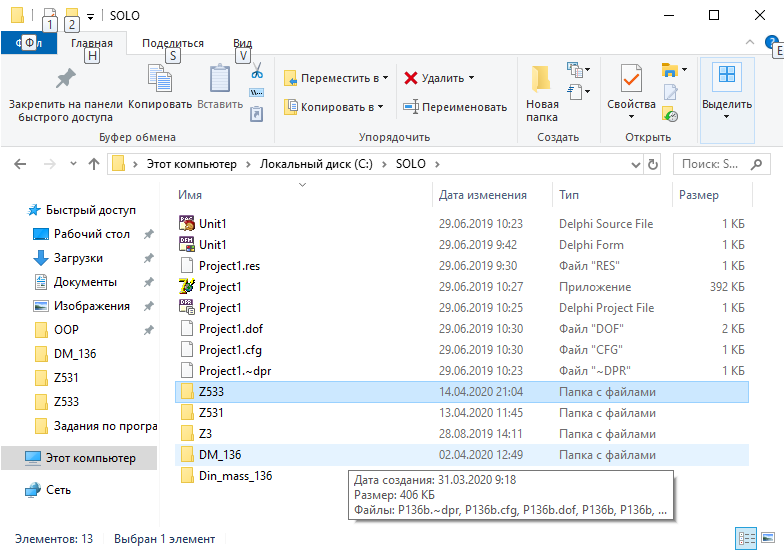 1 2 SOLO
Ф Главная Поделиться Вид
H S V E
Закрепить на панели
быстрого доступа
Копировать
Вставить
Переместить в
Копировать в
Удалить
Переименовать
Новая
папка
Свойства
Выделить
Буфер обмена Упорядочить Создать Открыть
Этот компьютер Локальный диск (C:) SOLO Поиск: S...
Имя Дата изменения Тип Размер
Быстрый доступ
Рабочий стол
Загрузки
Документы
Изображения
OOP
DM_136
Z531
Z533
Задания по програ
Этот компьютер
Сеть
Unit1 29.06.2019 10:23 Delphi Source File 1 КБ
Unit1 29.06.2019 9:42 Delphi Form 1 КБ
Project1.res 29.06.2019 9:30 Файл "RES" 1 КБ
Project1 29.06.2019 10:27 Приложение 392 КБ
Project1 29.06.2019 10:25 Delphi Project File 1 КБ
Project1.dof 29.06.2019 10:30 Файл "DOF" 2 КБ
Project1.cfg 29.06.2019 10:30 Файл "CFG" 1 КБ
Project1.~dpr 29.06.2019 10:23 Файл "~DPR" 1 КБ
Z533 14.04.2020 21:04 Папка с файлами
Z531 13.04.2020 11:45 Папка с файлами
Z3 28.08.2019 14:11 Папка с файлами
DM_136 02.04.2020 12:49 Папка с файлами
Din_mass_136
Дата создания: 31.03.2020 9:18
Размер: 406 КБ
Файлы: P136b.~dpr, P136b.cfg, P136b.dof, P136b, P136b, ...
Элементов: 13 Выбран 1 элемент